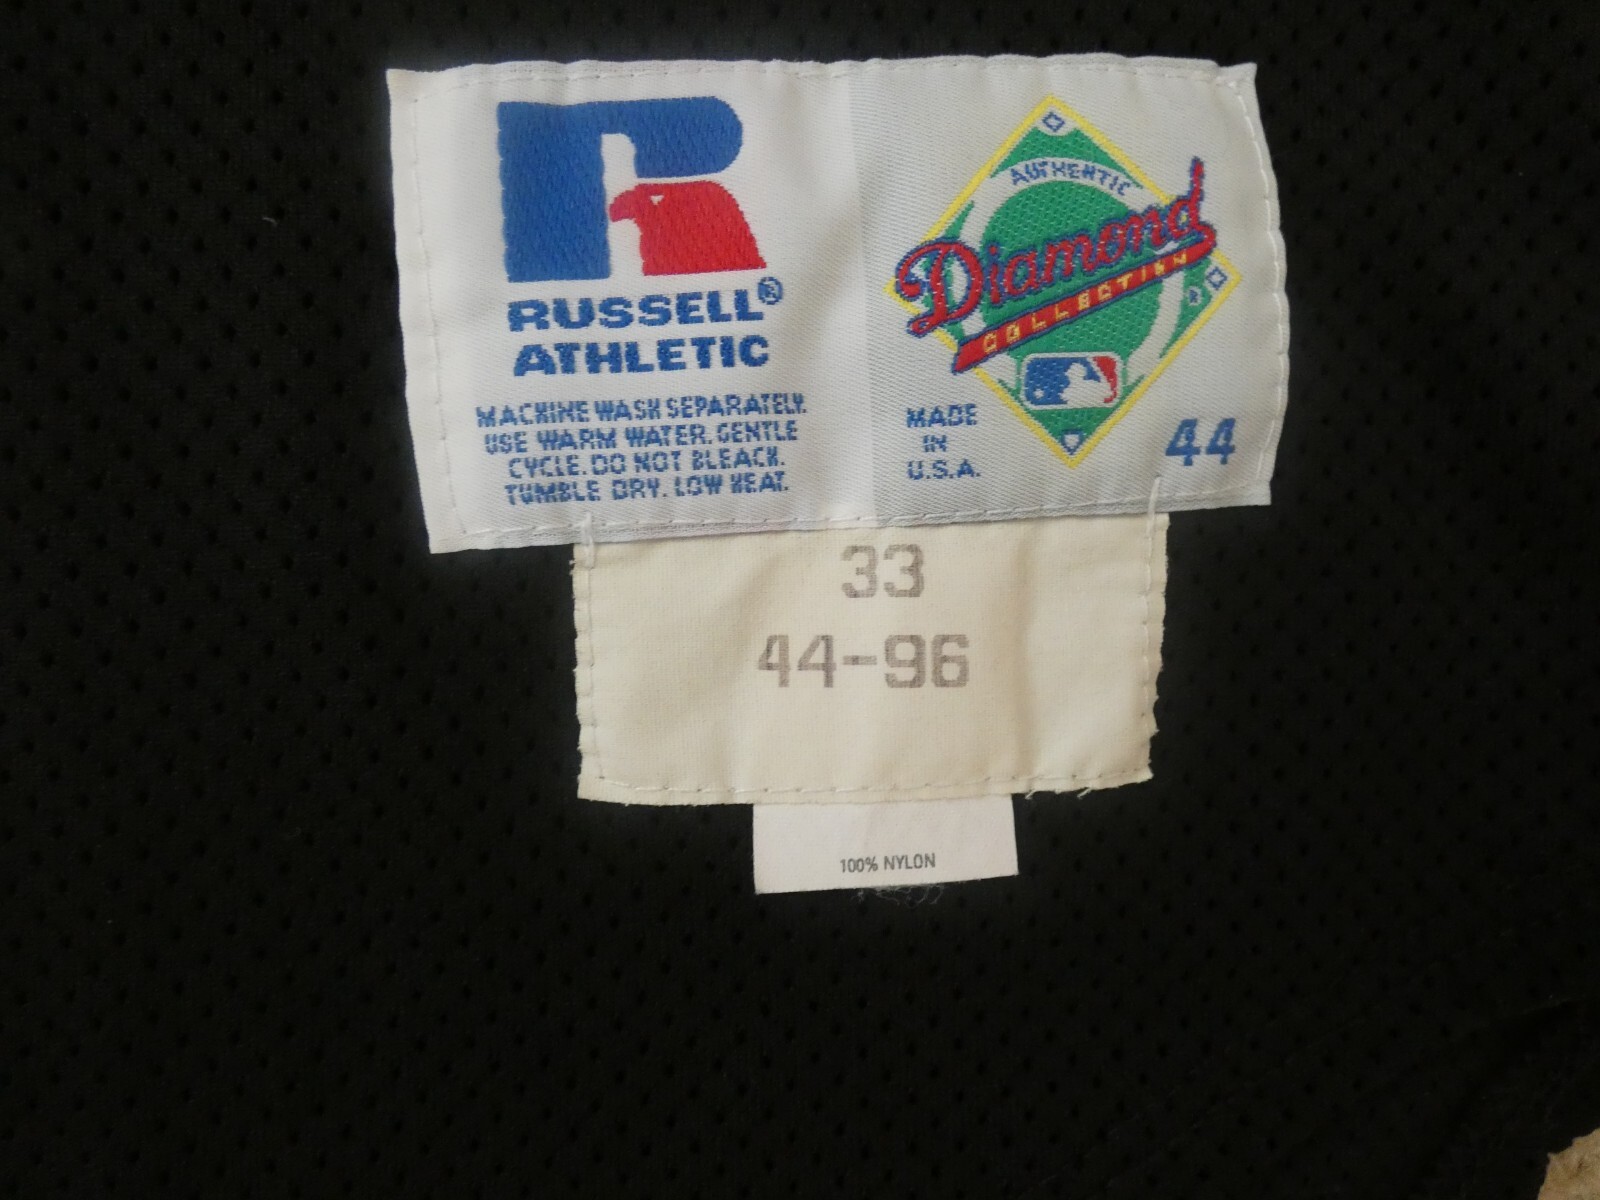 RUSSELL®
ATHLETIC
MACHINE WASH SEPARATELY.
USE WARM WATER. GENTLE
CYCLE. DO NOT BLEACH.
TUMBLE DRY. LOW HEAT.
AUTHENTIC
Diamond
COLLECTION
®
MADE
IN
U.S.A.
44
33
44-96
100% NYLON